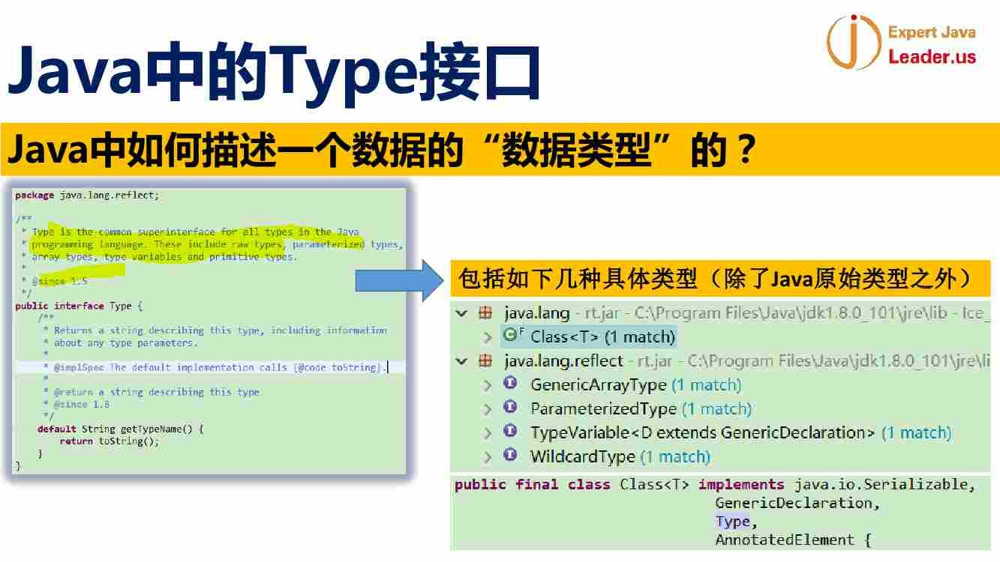 Java中的Type接口
Expert Java
Leader.us
Java中如何描述一个数据的“数据类型”的？
package java.lang.reflect;
/**
* Type is the common superinterface for all types in the Java
* programming language. These include raw types, parameterized types,
* array types, type variables and primitive types.
*
* @since 1.5
*/
public interface Type {
/**
* Returns a string describing this type, including information
* about any type parameters.
*
* @implSpec The default implementation calls {@code toString}.
*
* @return a string describing this type
* @since 1.8
*/
default String getTypeName() {
return toString();
}
}
包括如下几种具体类型（除了Java原始类型之外）
java.lang - rt.jar - C:\Program Files\Java\jdk1.8.0_101\jre\lib - Ice_
Class<T> (1 match)
java.lang.reflect - rt.jar - C:\Program Files\Java\jdk1.8.0_101\jre\li
GenericArrayType (1 match)
ParameterizedType (1 match)
TypeVariable<D extends GenericDeclaration> (1 match)
WildcardType (1 match)
public final class Class<T> implements java.io.Serializable,
GenericDeclaration,
Type,
AnnotatedElement {